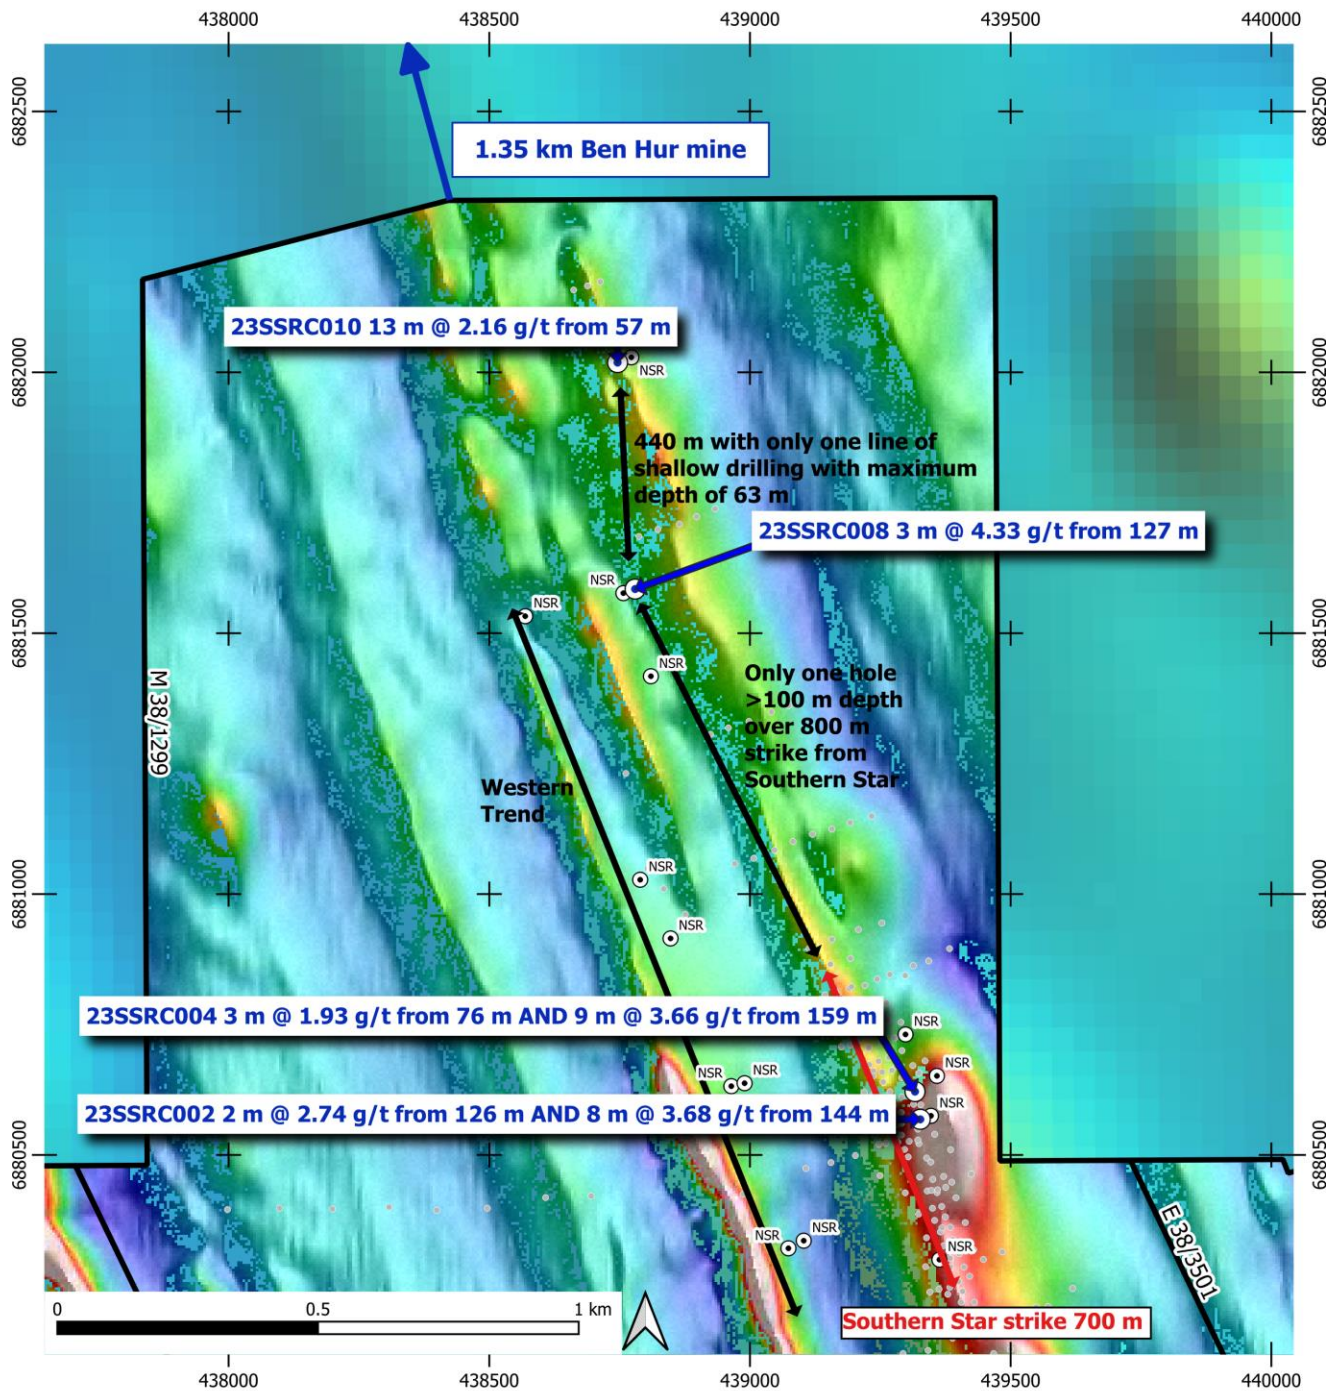 438000
438500
439000
439500
440000
6882500
6882500
1.35 km Ben Hur mine
23SSRC010 13 m @ 2.16 g/t from 57 m
NSR
6882000
6882000
440 m with only one line of
shallow drilling with maximum
depth of 63 m
23SSRC008 3 m @ 4.33 g/t from 127 m
NSR
NSR
6881500
6881500
NSR
Only one hole
>100 m depth
over 800 m
strike from
Southern Star
M 38/1299
Western
Trend
NSR
6881000
6881000
NSR
23SSRC004 3 m @ 1.93 g/t from 76 m AND 9 m @ 3.66 g/t from 159 m
NSR
NSR
NSR
NSR
23SSRC002 2 m @ 2.74 g/t from 126 m AND 8 m @ 3.68 g/t from 144 m
NSR
6880500
6880500
NSR
NSR
NSR
E 38/3501
0
0.5
1 km
Southern Star strike 700 m
438000
438500
439000
439500
440000